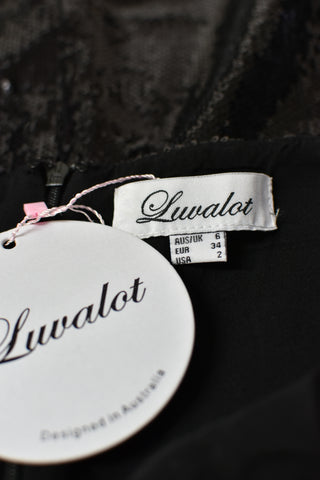 Luvalot
AUS/UK 6
EUR 34
USA 2
Luvalot
Designed in Australia